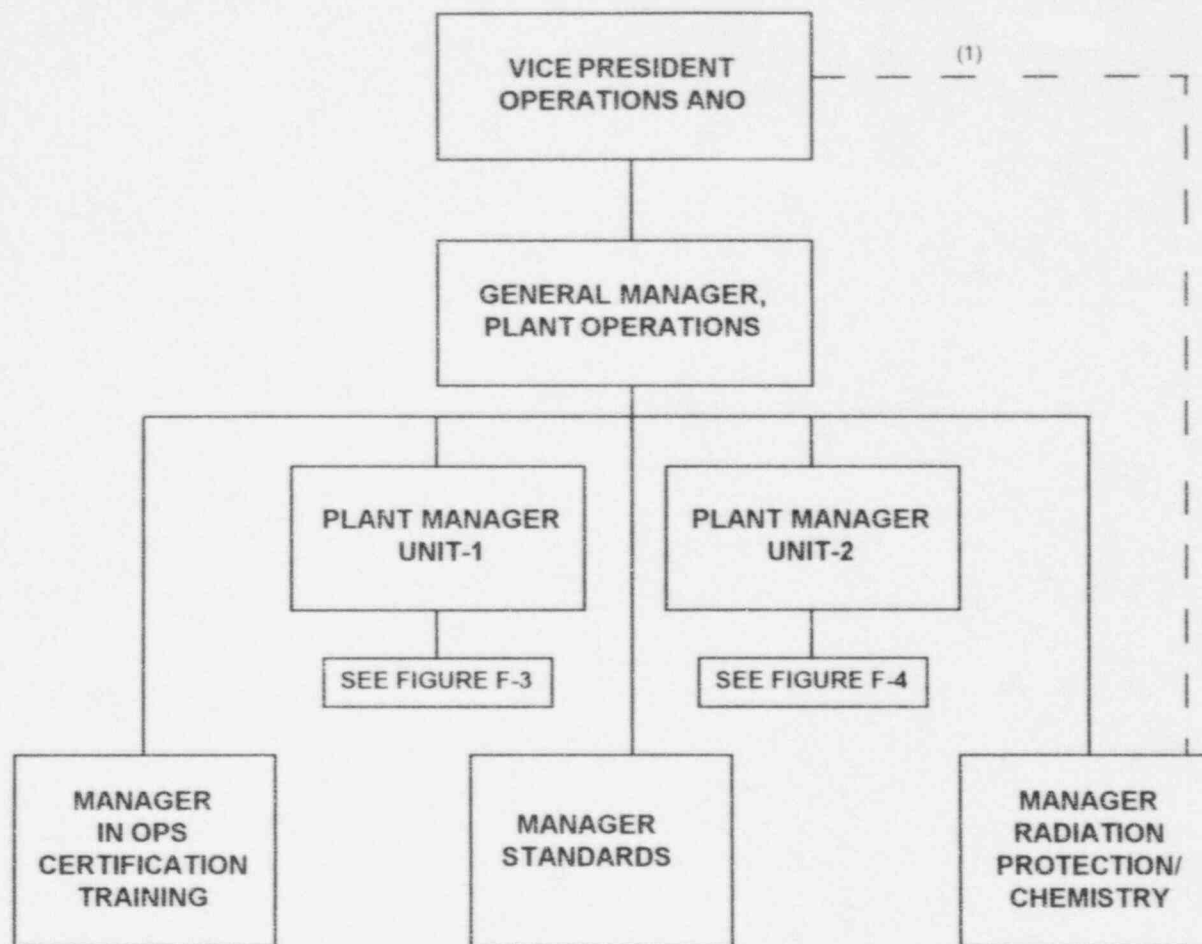 VICE PRESIDENT
OPERATIONS ANO
(1)
GENERAL MANAGER,
PLANT OPERATIONS
PLANT MANAGER
UNIT-1
PLANT MANAGER
UNIT-2
SEE FIGURE F-3
SEE FIGURE F-4
MANAGER
IN OPS
CERTIFICATION
TRAINING
MANAGER
STANDARDS
MANAGER
RADIATION
PROTECTION/
CHEMISTRY